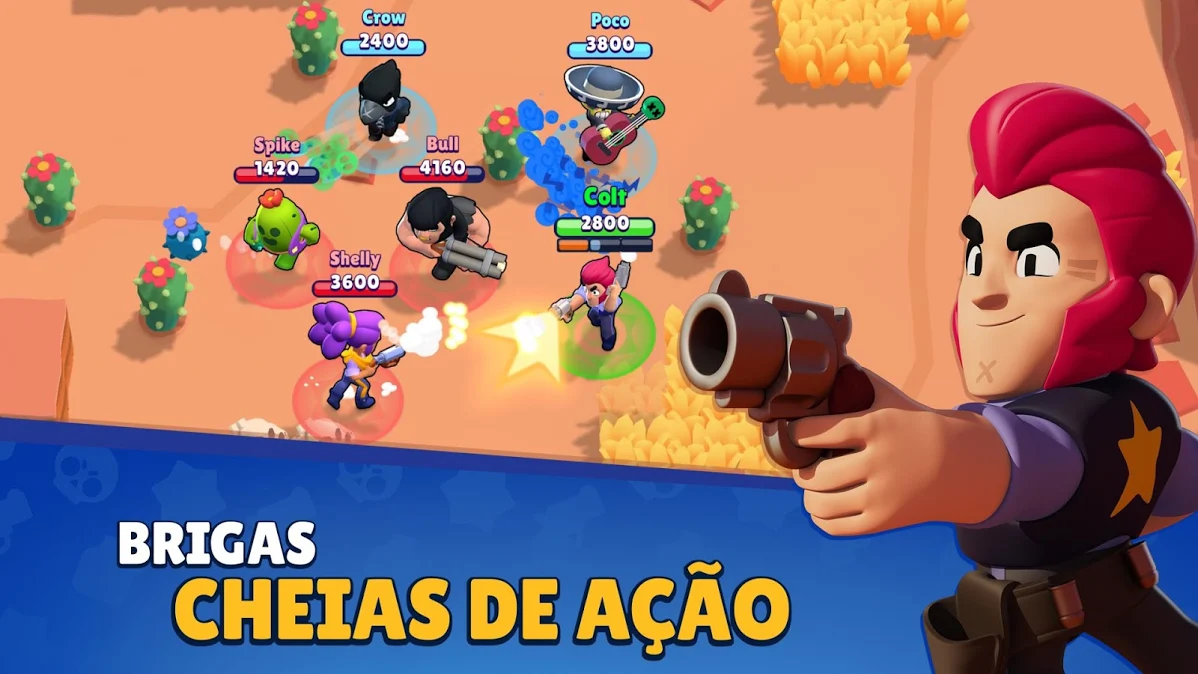 Crow
2400
Poco
3800
Spike
1420
Bull
4160
Colt
2800
Shelly
3600
BRIGAS
CHEIAS DE AÇÃO